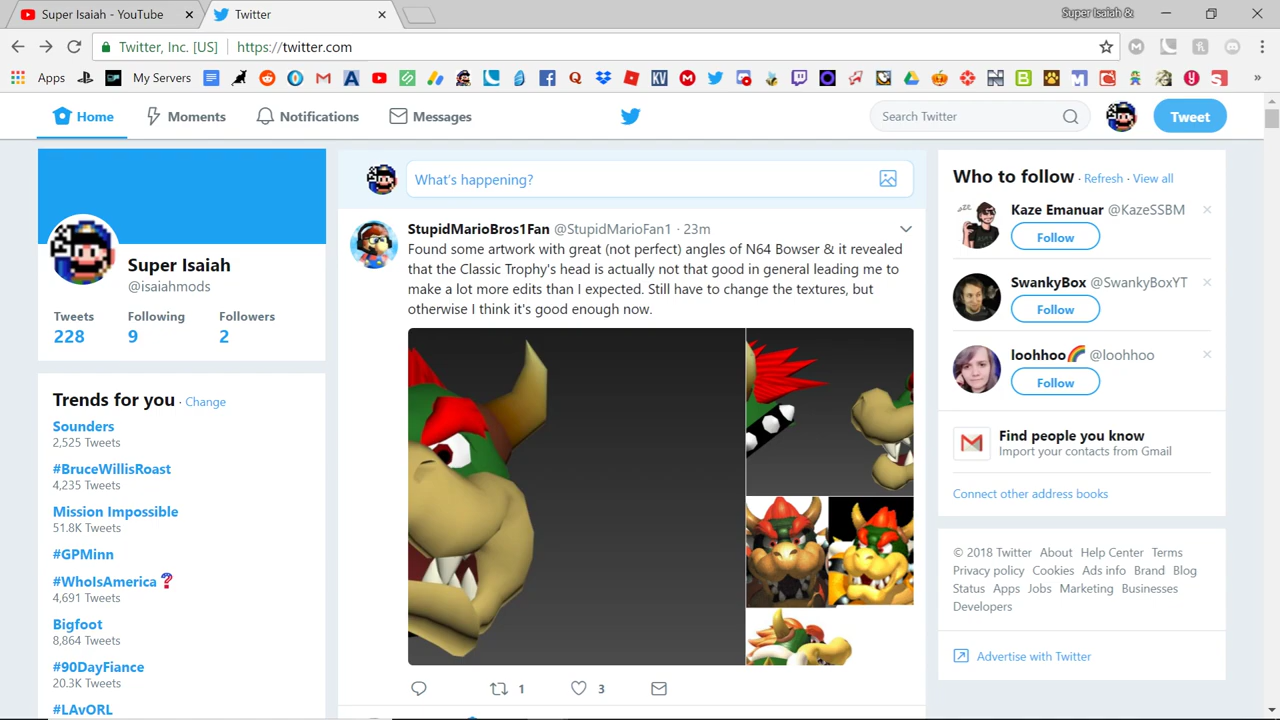 Super Isaiah - YouTube
Twitter
Super Isaiah &
Twitter, Inc. [US]
https://twitter.com
Apps
My Servers
Home
Moments
Notifications
Messages
Search Twitter
Tweet
Super Isaiah
@isaiahmods
Tweets Following Followers
228 9 2
Trends for you · Change
Sounders
2,525 Tweets
#BruceWillisRoast
4,235 Tweets
Mission Impossible
51.8K Tweets
#GPMinn
#WhoIsAmerica❓
4,691 Tweets
Bigfoot
8,864 Tweets
#90DayFiance
20.3K Tweets
#LAvORL
What's happening?
StupidMarioBros1Fan @StupidMarioFan1 · 23m
Found some artwork with great (not perfect) angles of N64 Bowser & it revealed
that the Classic Trophy's head is actually not that good in general leading me to
make a lot more edits than I expected. Still have to change the textures, but
otherwise I think it's good enough now.
1
3
Who to follow · Refresh · View all
Kaze Emanuar @KazeSSBM
Follow
SwankyBox @SwankyBoxYT
Follow
loohhoo🌈 @loohhoo
Follow
Find people you know
Import your contacts from Gmail
Connect other address books
© 2018 Twitter About Help Center Terms
Privacy policy Cookies Ads info Brand Blog
Status Apps Jobs Marketing Businesses
Developers
Advertise with Twitter